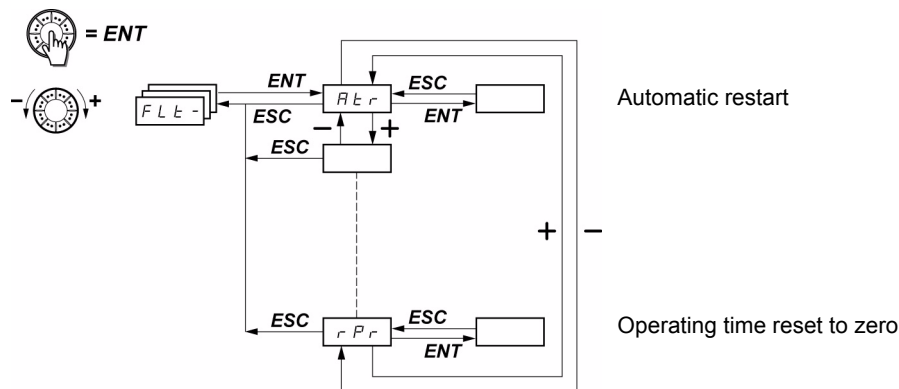 = ENT
- +
ENT
ESC
FLt-
ESC
Atr
ESC
ENT
Automatic restart
- +
ESC
+ -
ESC
rPr
ESC
ENT
Operating time reset to zero